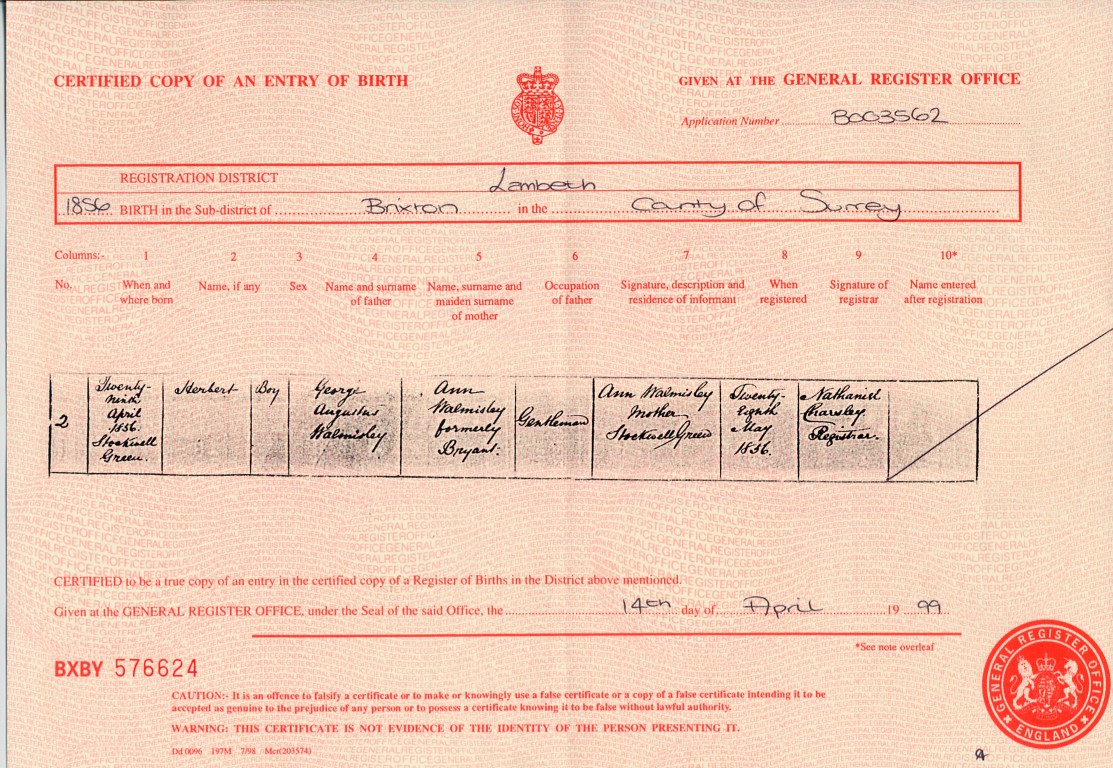 CERTIFIED COPY OF AN ENTRY OF BIRTH
GIVEN AT THE GENERAL REGISTER OFFICE
Application Number B003562
REGISTRATION DISTRICT Lambeth
1856 BIRTH in the Sub-district of Brixton in the County of Surrey
Columns:- 1 2 3 4 5 6 7 8 9 10*
No. When and where born Name, if any Sex Name and surname of father Name, surname and maiden surname of mother Occupation of father Signature, description and residence of informant When registered Signature of registrar Name entered after registration
2
Twenty-
ninth
April
1856.
Stockwell
Green.
Herbert
Boy
George
Augustus
Walmisley
Ann
Walmisley
formerly
Bryant.
Gentleman
Ann Walmisley
Mother
Stockwell Green
Twenty-
eighth
May
1856.
Nathaniel
Charsley.
Registrar.
CERTIFIED to be a true copy of an entry in the certified copy of a Register of Births in the District above mentioned.
Given at the GENERAL REGISTER OFFICE, under the Seal of the said Office, the 14th day of April 19 99
*See note overleaf
BXBY 576624
CAUTION:- It is an offence to falsify a certificate or to make or knowingly use a false certificate or a copy of a false certificate intending it to be
accepted as genuine to the prejudice of any person or to possess a certificate knowing it to be false without lawful authority.
WARNING: THIS CERTIFICATE IS NOT EVIDENCE OF THE IDENTITY OF THE PERSON PRESENTING IT.
Dd 0096 197M 7/98 Mcr(203574)
GENERAL REGISTER OFFICE
ENGLAND